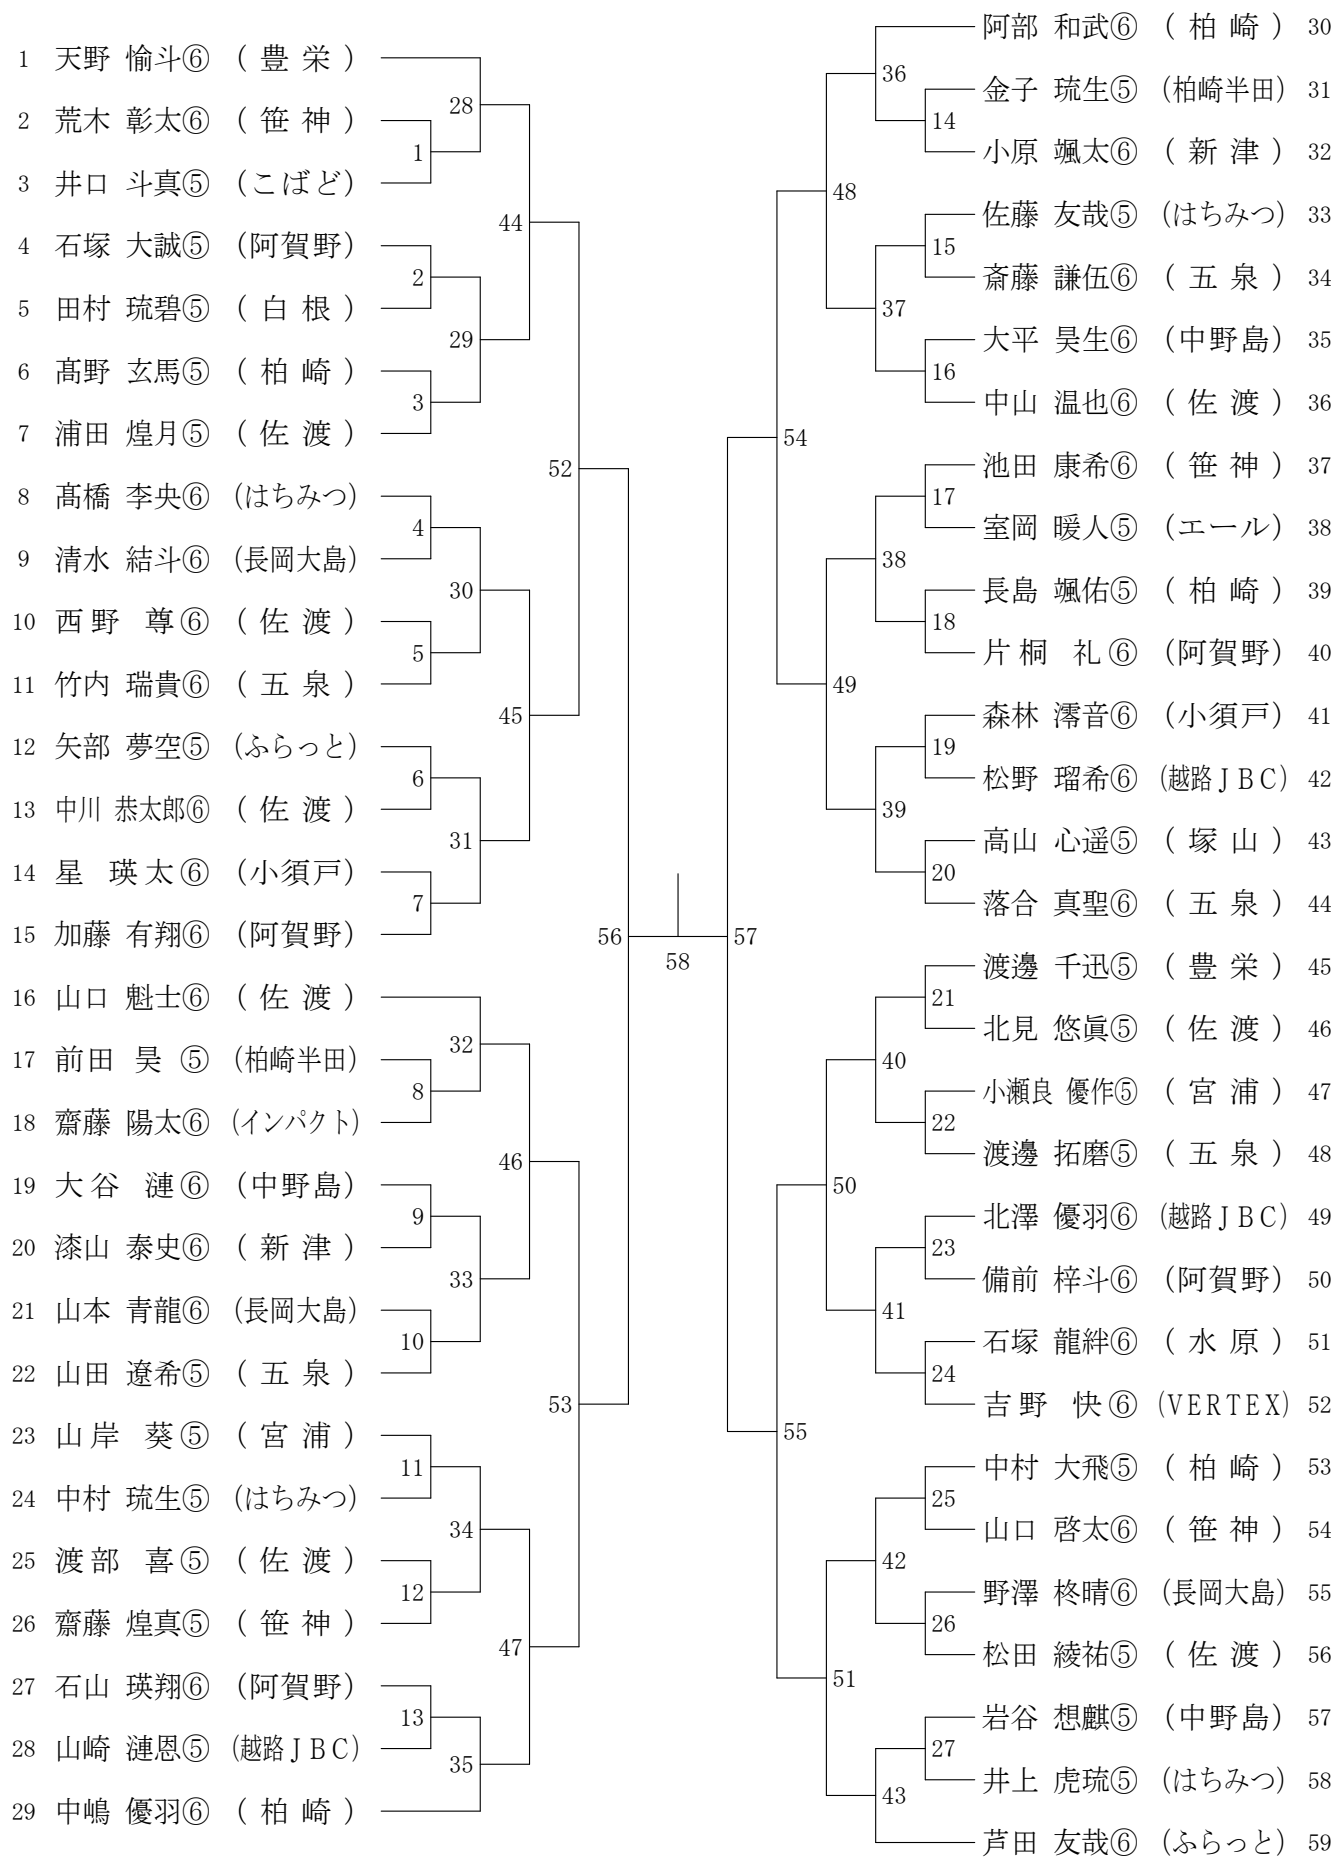 1 天野 愉斗⑥ (豊 栄)
2 荒木 彰太⑥ (笹 神)
3 井口 斗真⑤ (こばど)
4 石塚 大誠⑤ (阿賀野)
5 田村 琉碧⑤ (白 根)
6 髙野 玄馬⑤ (柏 崎)
7 浦田 煌月⑤ (佐 渡)
8 髙橋 李央⑥ (はちみつ)
9 清水 結斗⑥ (長岡大島)
10 西野 尊⑥ (佐 渡)
11 竹内 瑞貴⑥ (五 泉)
12 矢部 夢空⑤ (ふらっと)
13 中川 恭太郎⑥ (佐 渡)
14 星 瑛太⑥ (小須戸)
15 加藤 有翔⑥ (阿賀野)
16 山口 魁士⑥ (佐 渡)
17 前田 昊⑤ (柏崎半田)
18 齋藤 陽太⑥ (インパクト)
19 大谷 漣⑥ (中野島)
20 漆山 泰史⑥ (新 津)
21 山本 青龍⑥ (長岡大島)
22 山田 遼希⑤ (五 泉)
23 山岸 葵⑤ (宮 浦)
24 中村 琉生⑤ (はちみつ)
25 渡部 喜⑤ (佐 渡)
26 齋藤 煌真⑤ (笹 神)
27 石山 瑛翔⑥ (阿賀野)
28 山崎 漣恩⑤ (越路JBC)
29 中嶋 優羽⑥ (柏 崎)
1
2
3
4
5
6
7
8
9
10
11
12
13
28
29
30
31
32
33
34
35
44
45
46
47
52
53
56
58
57
54
55
48
49
50
51
36
37
38
39
40
41
42
43
14
15
16
17
18
19
20
21
22
23
24
25
26
27
阿部 和武⑥ (柏 崎) 30
金子 琉生⑤ (柏崎半田) 31
小原 颯太⑥ (新 津) 32
佐藤 友哉⑤ (はちみつ) 33
斎藤 謙伍⑥ (五 泉) 34
大平 昊生⑥ (中野島) 35
中山 温也⑥ (佐 渡) 36
池田 康希⑥ (笹 神) 37
室岡 暖人⑤ (エール) 38
長島 颯佑⑤ (柏 崎) 39
片桐 礼⑥ (阿賀野) 40
森林 澪音⑥ (小須戸) 41
松野 瑠希⑥ (越路JBC) 42
高山 心遥⑤ (塚 山) 43
落合 真聖⑥ (五 泉) 44
渡邊 千迅⑤ (豊 栄) 45
北見 悠眞⑤ (佐 渡) 46
小瀬良 優作⑤ (宮 浦) 47
渡邊 拓磨⑤ (五 泉) 48
北澤 優羽⑥ (越路JBC) 49
備前 梓斗⑥ (阿賀野) 50
石塚 龍絆⑥ (水 原) 51
吉野 快⑥ (VERTEX) 52
中村 大飛⑤ (柏 崎) 53
山口 啓太⑥ (笹 神) 54
野澤 柊晴⑥ (長岡大島) 55
松田 綾祐⑤ (佐 渡) 56
岩谷 想麒⑤ (中野島) 57
井上 虎琉⑤ (はちみつ) 58
芦田 友哉⑥ (ふらっと) 59